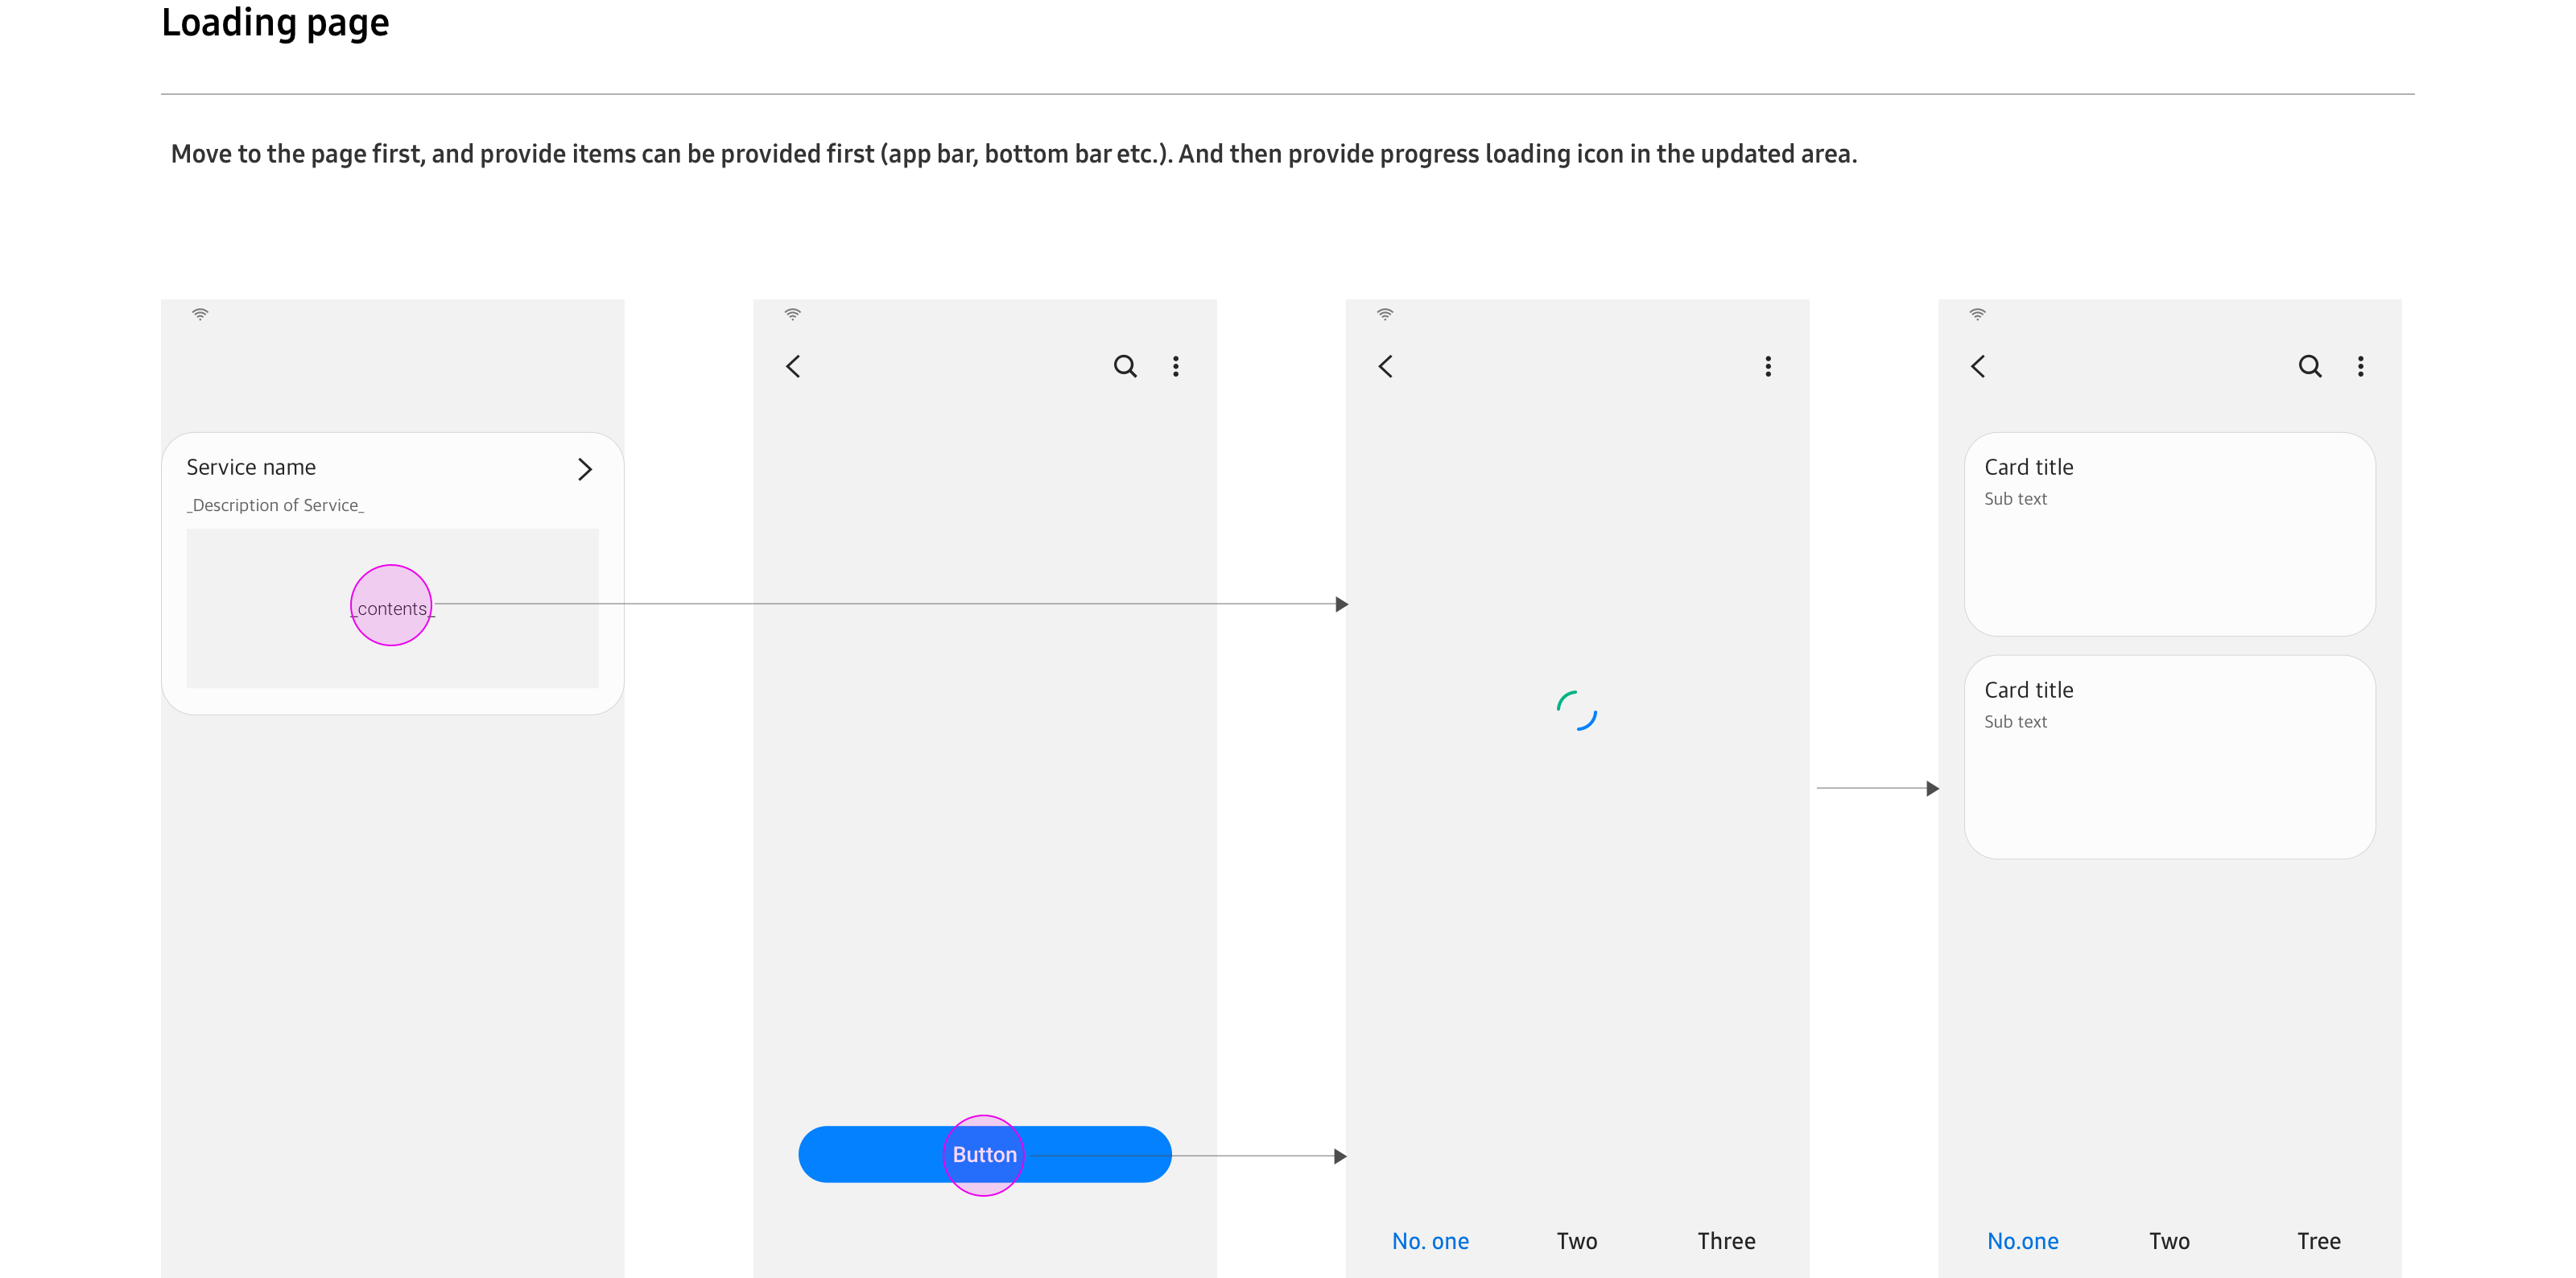 Loading page
Move to the page first, and provide items can be provided first (app bar, bottom bar etc.). And then provide progress loading icon in the updated area.
Service name
_Description of Service_
_contents_
Button
No. one
Two
Three
Card title
Sub text
Card title
Sub text
No.one
Two
Tree